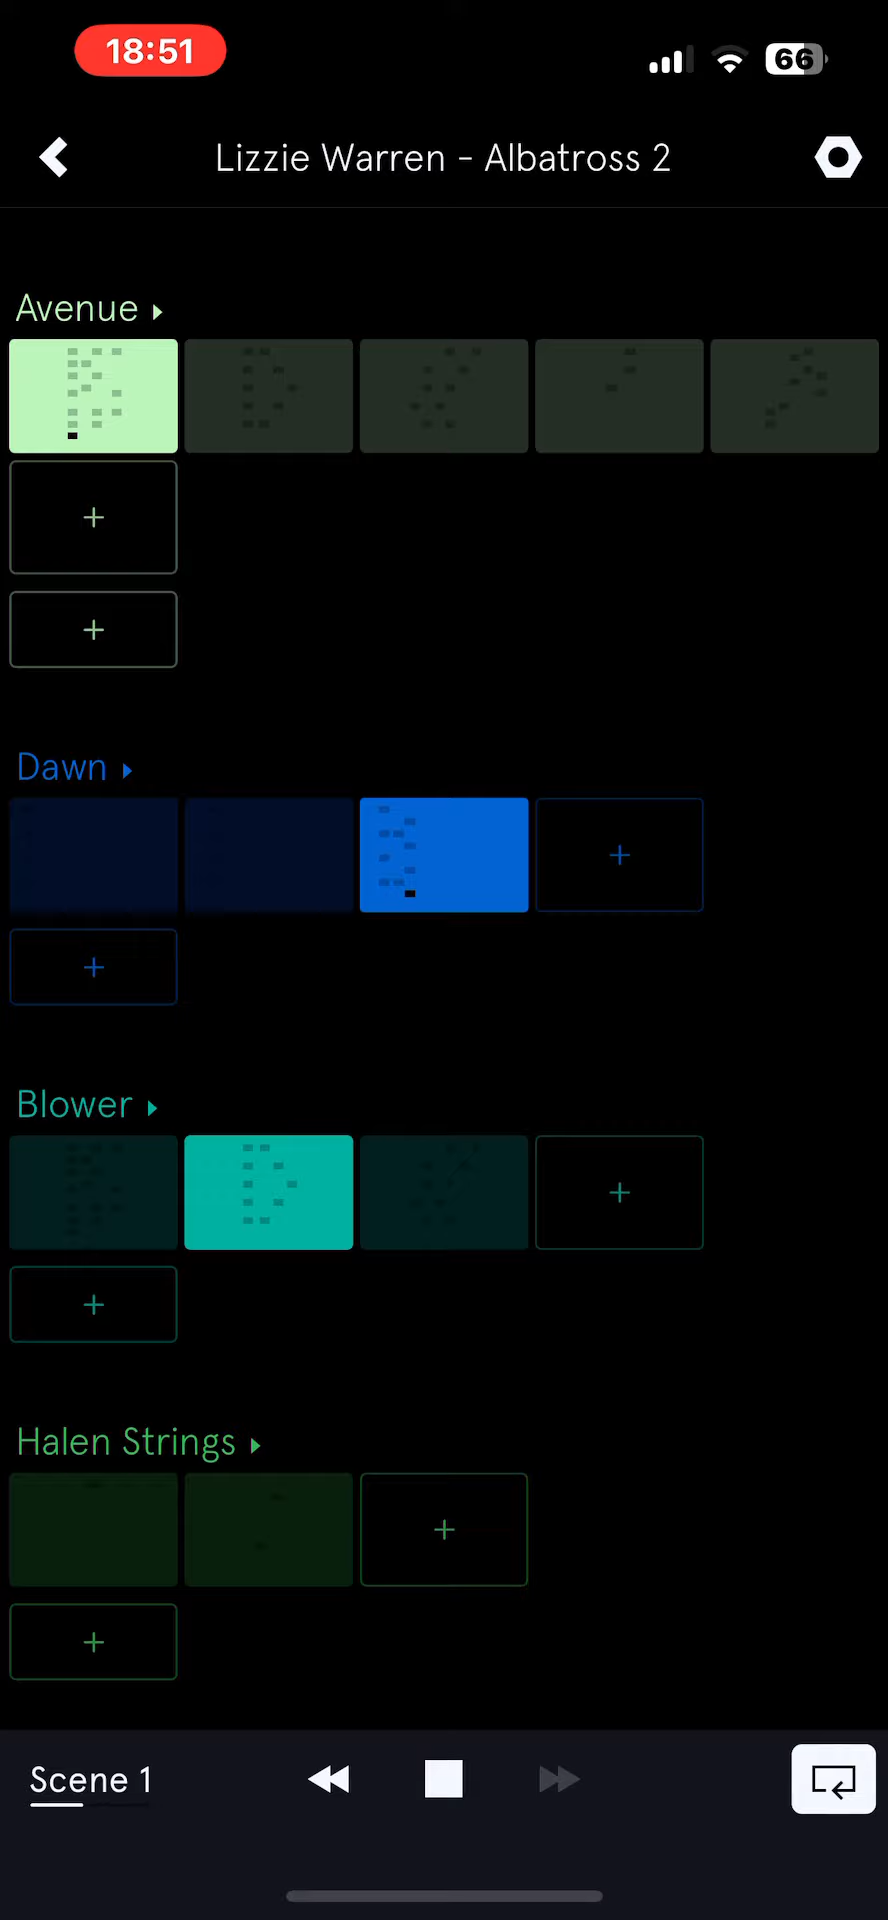 18:51
66
Lizzie Warren - Albatross 2
Avenue
Dawn
Blower
Halen Strings
Scene 1